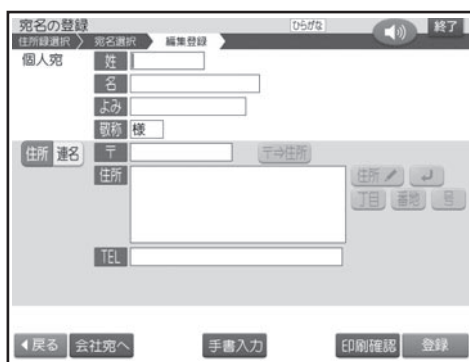 宛名の登録 ひらがな 終了
住所録選択 宛名選択 編集登録
個人宛 姓
名
よみ
敬称 様
住所 連名 〒 〒⇒住所
住所 住所
丁目 番地 号
TEL
戻る 会社宛へ 手書入力 印刷確認 登録